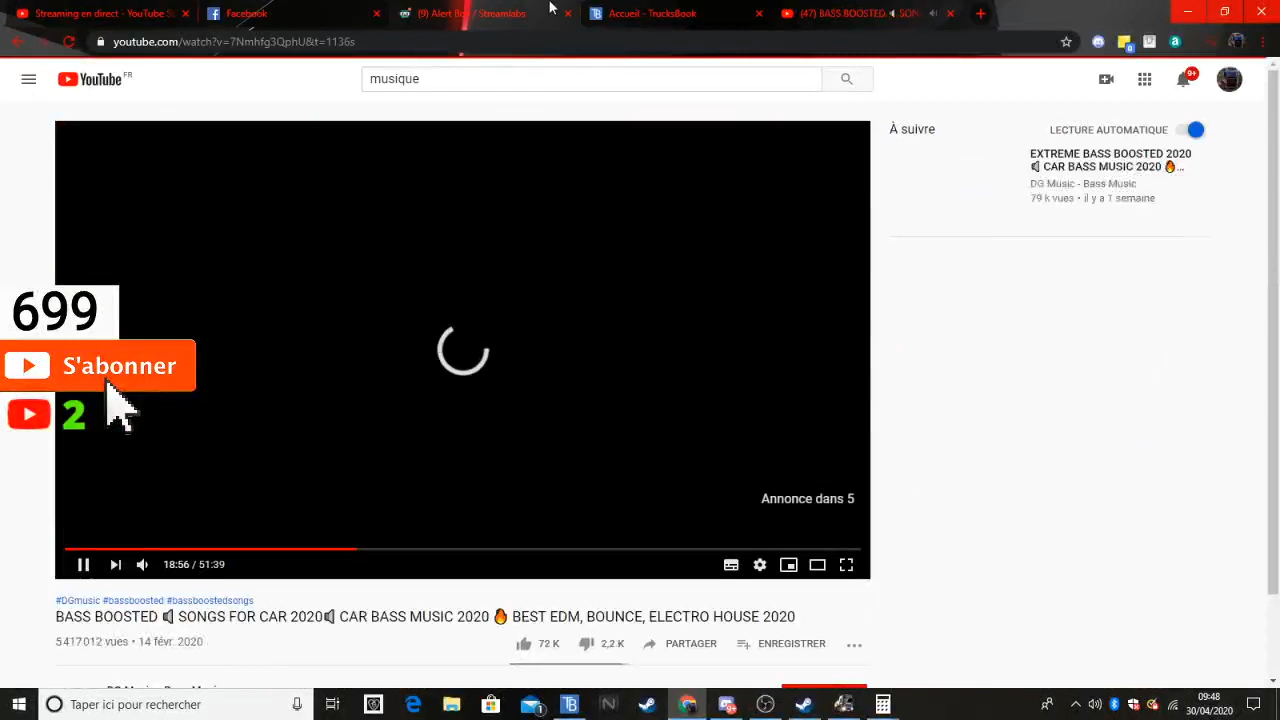 Streaming en direct - YouTube S
Facebook
(9) Alert Box / Streamlabs
Accueil - TrucksBook
(47) BASS BOOSTED 🔈 SON
youtube.com/watch?v=7Nmhfg3QphU&t=1136s
YouTube FR
musique
9+
À suivre
LECTURE AUTOMATIQUE
EXTREME BASS BOOSTED 2020
🔈 CAR BASS MUSIC 2020 🔥...
DG Music - Bass Music
79 k vues • il y a 1 semaine
699
S'abonner
2
Annonce dans 5
18:56 / 51:39
#DGmusic #bassboosted #bassboostedsongs
BASS BOOSTED 🔈 SONGS FOR CAR 2020🔈 CAR BASS MUSIC 2020 🔥 BEST EDM, BOUNCE, ELECTRO HOUSE 2020
5 417 012 vues • 14 févr. 2020
72 K
2,2 K
PARTAGER
ENREGISTRER
Taper ici pour rechercher
09:48
30/04/2020